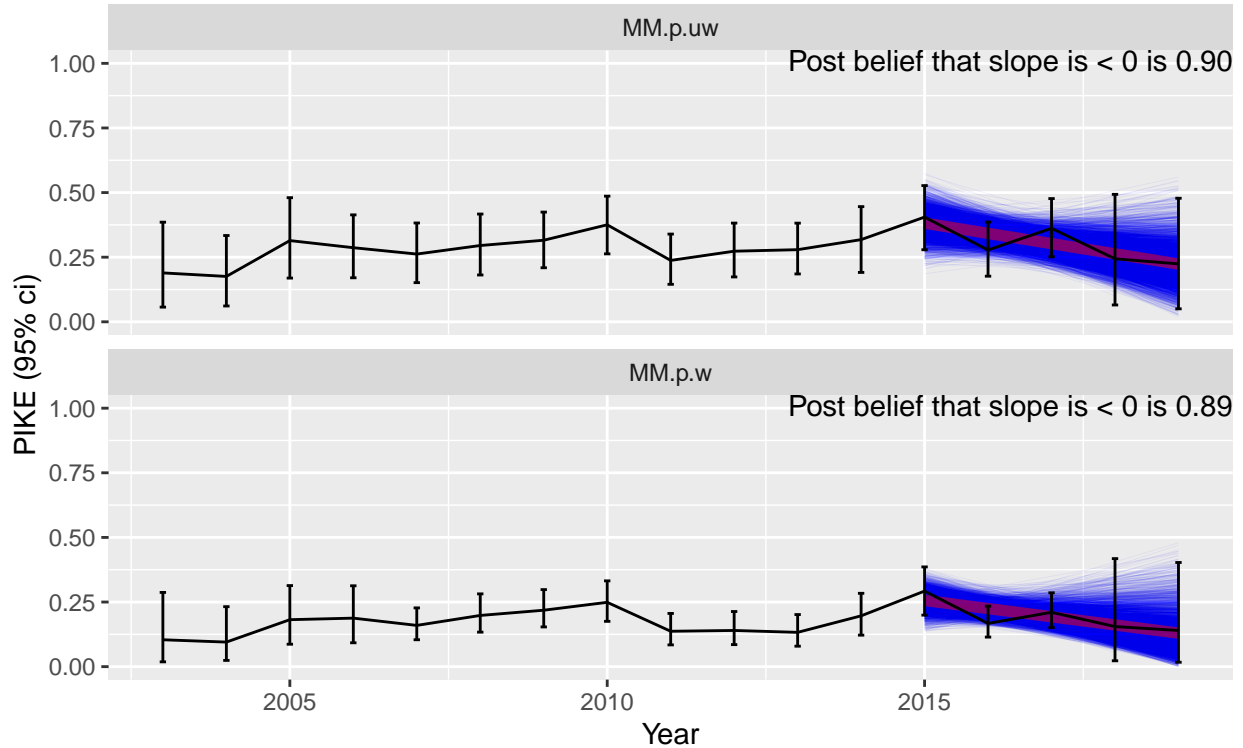 MM.p.uw
Post belief that slope is < 0 is 0.90
1.00
0.75
0.50
0.25
0.00
MM.p.w
Post belief that slope is < 0 is 0.89
1.00
0.75
0.50
0.25
0.00
PIKE (95% ci)
2005
2010
2015
Year